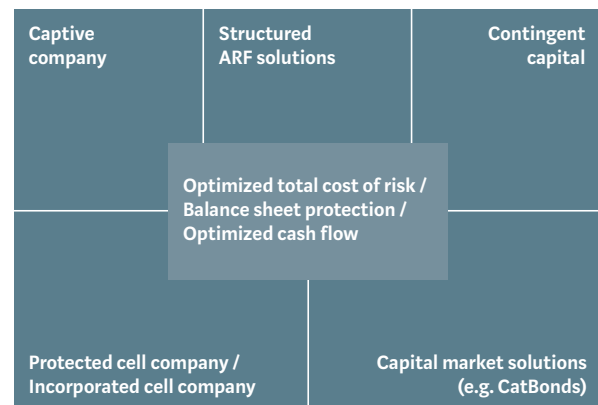 Captive
company
Structured
ARF solutions
Contingent
capital
Optimized total cost of risk /
Balance sheet protection /
Optimized cash flow
Protected cell company /
Incorporated cell company
Capital market solutions
(e.g. CatBonds)